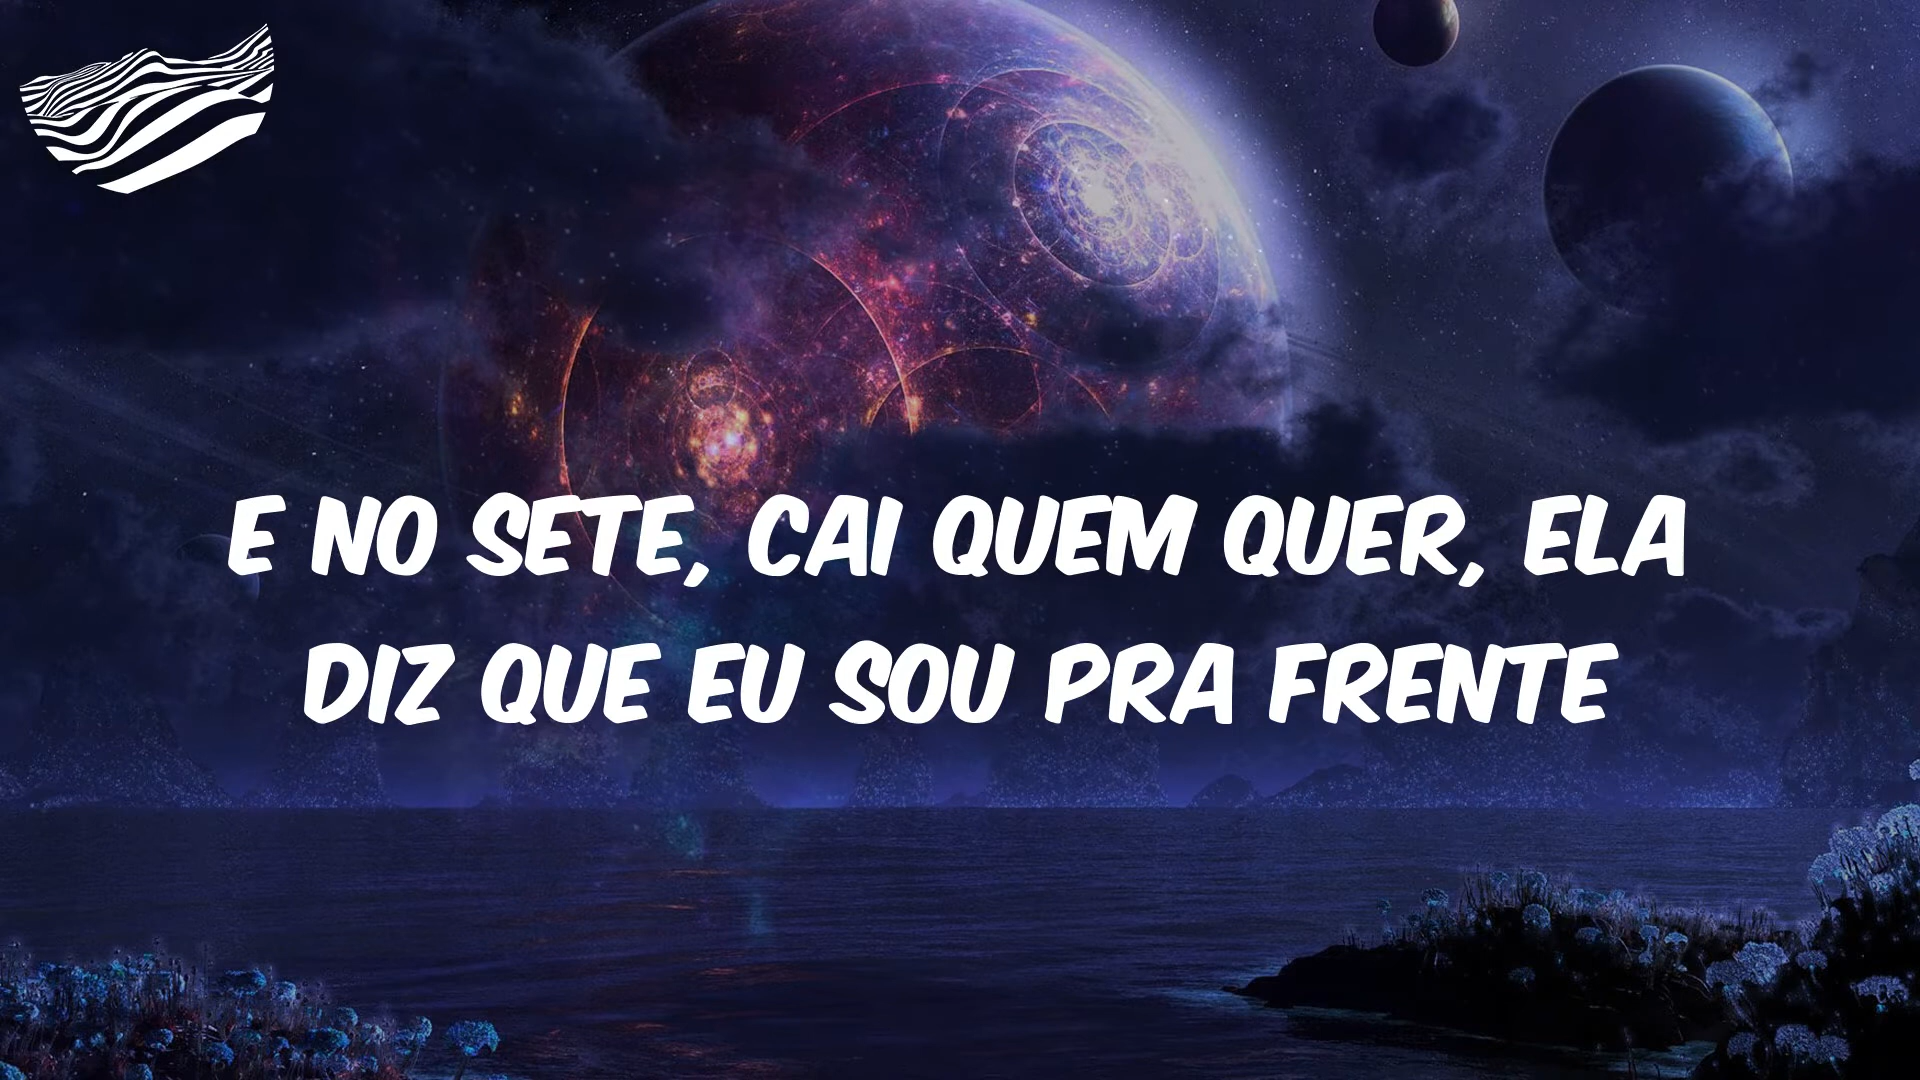 E NO SETE, CAI QUEM QUER, ELA
DIZ QUE EU SOU PRA FRENTE